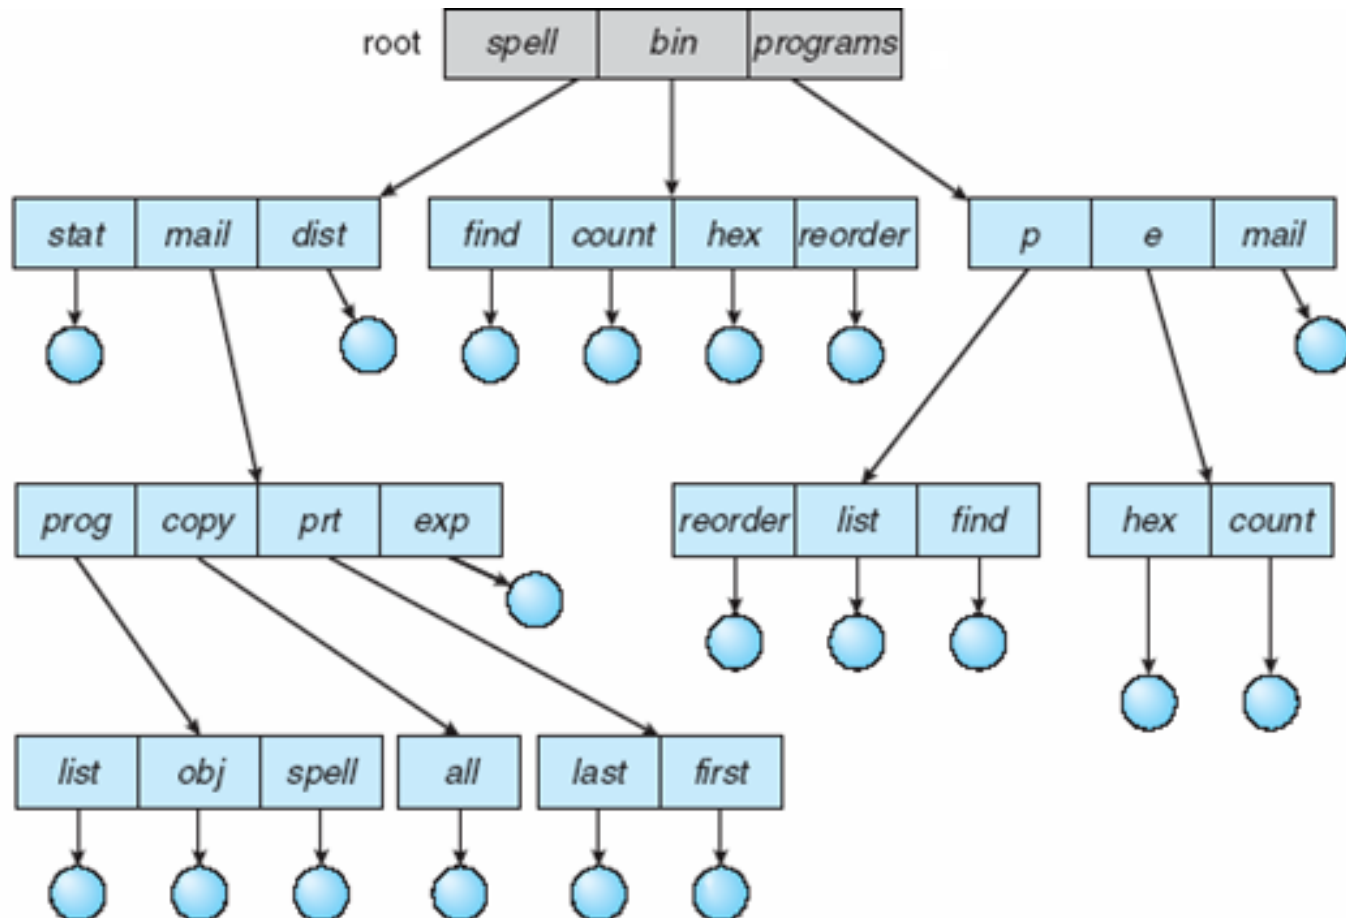 root spell bin programs
stat mail dist find count hex reorder p e mail
prog copy prt exp reorder list find hex count
list obj spell all last first